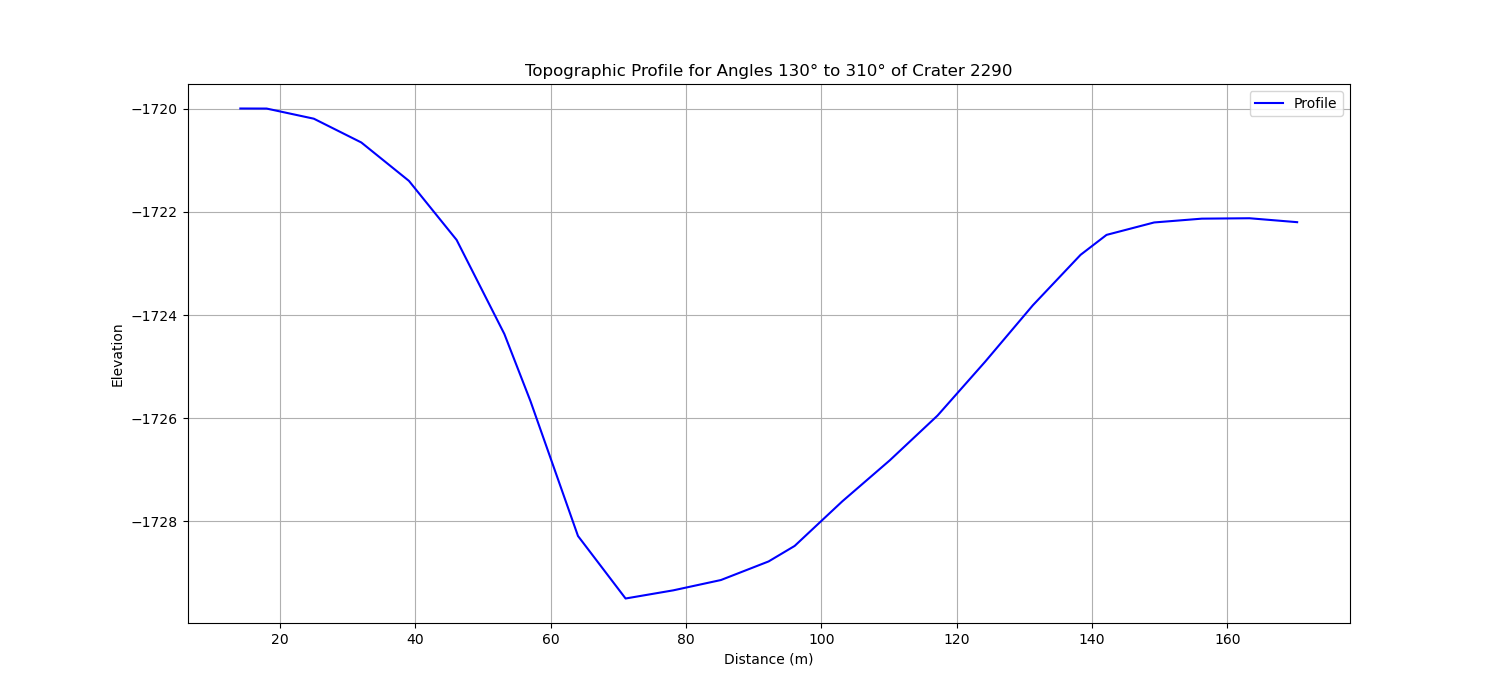 Topographic Profile for Angles 130° to 310° of Crater 2290
Profile
−1720
−1722
−1724
−1726
−1728
Elevation
20 40 60 80 100 120 140 160
Distance (m)